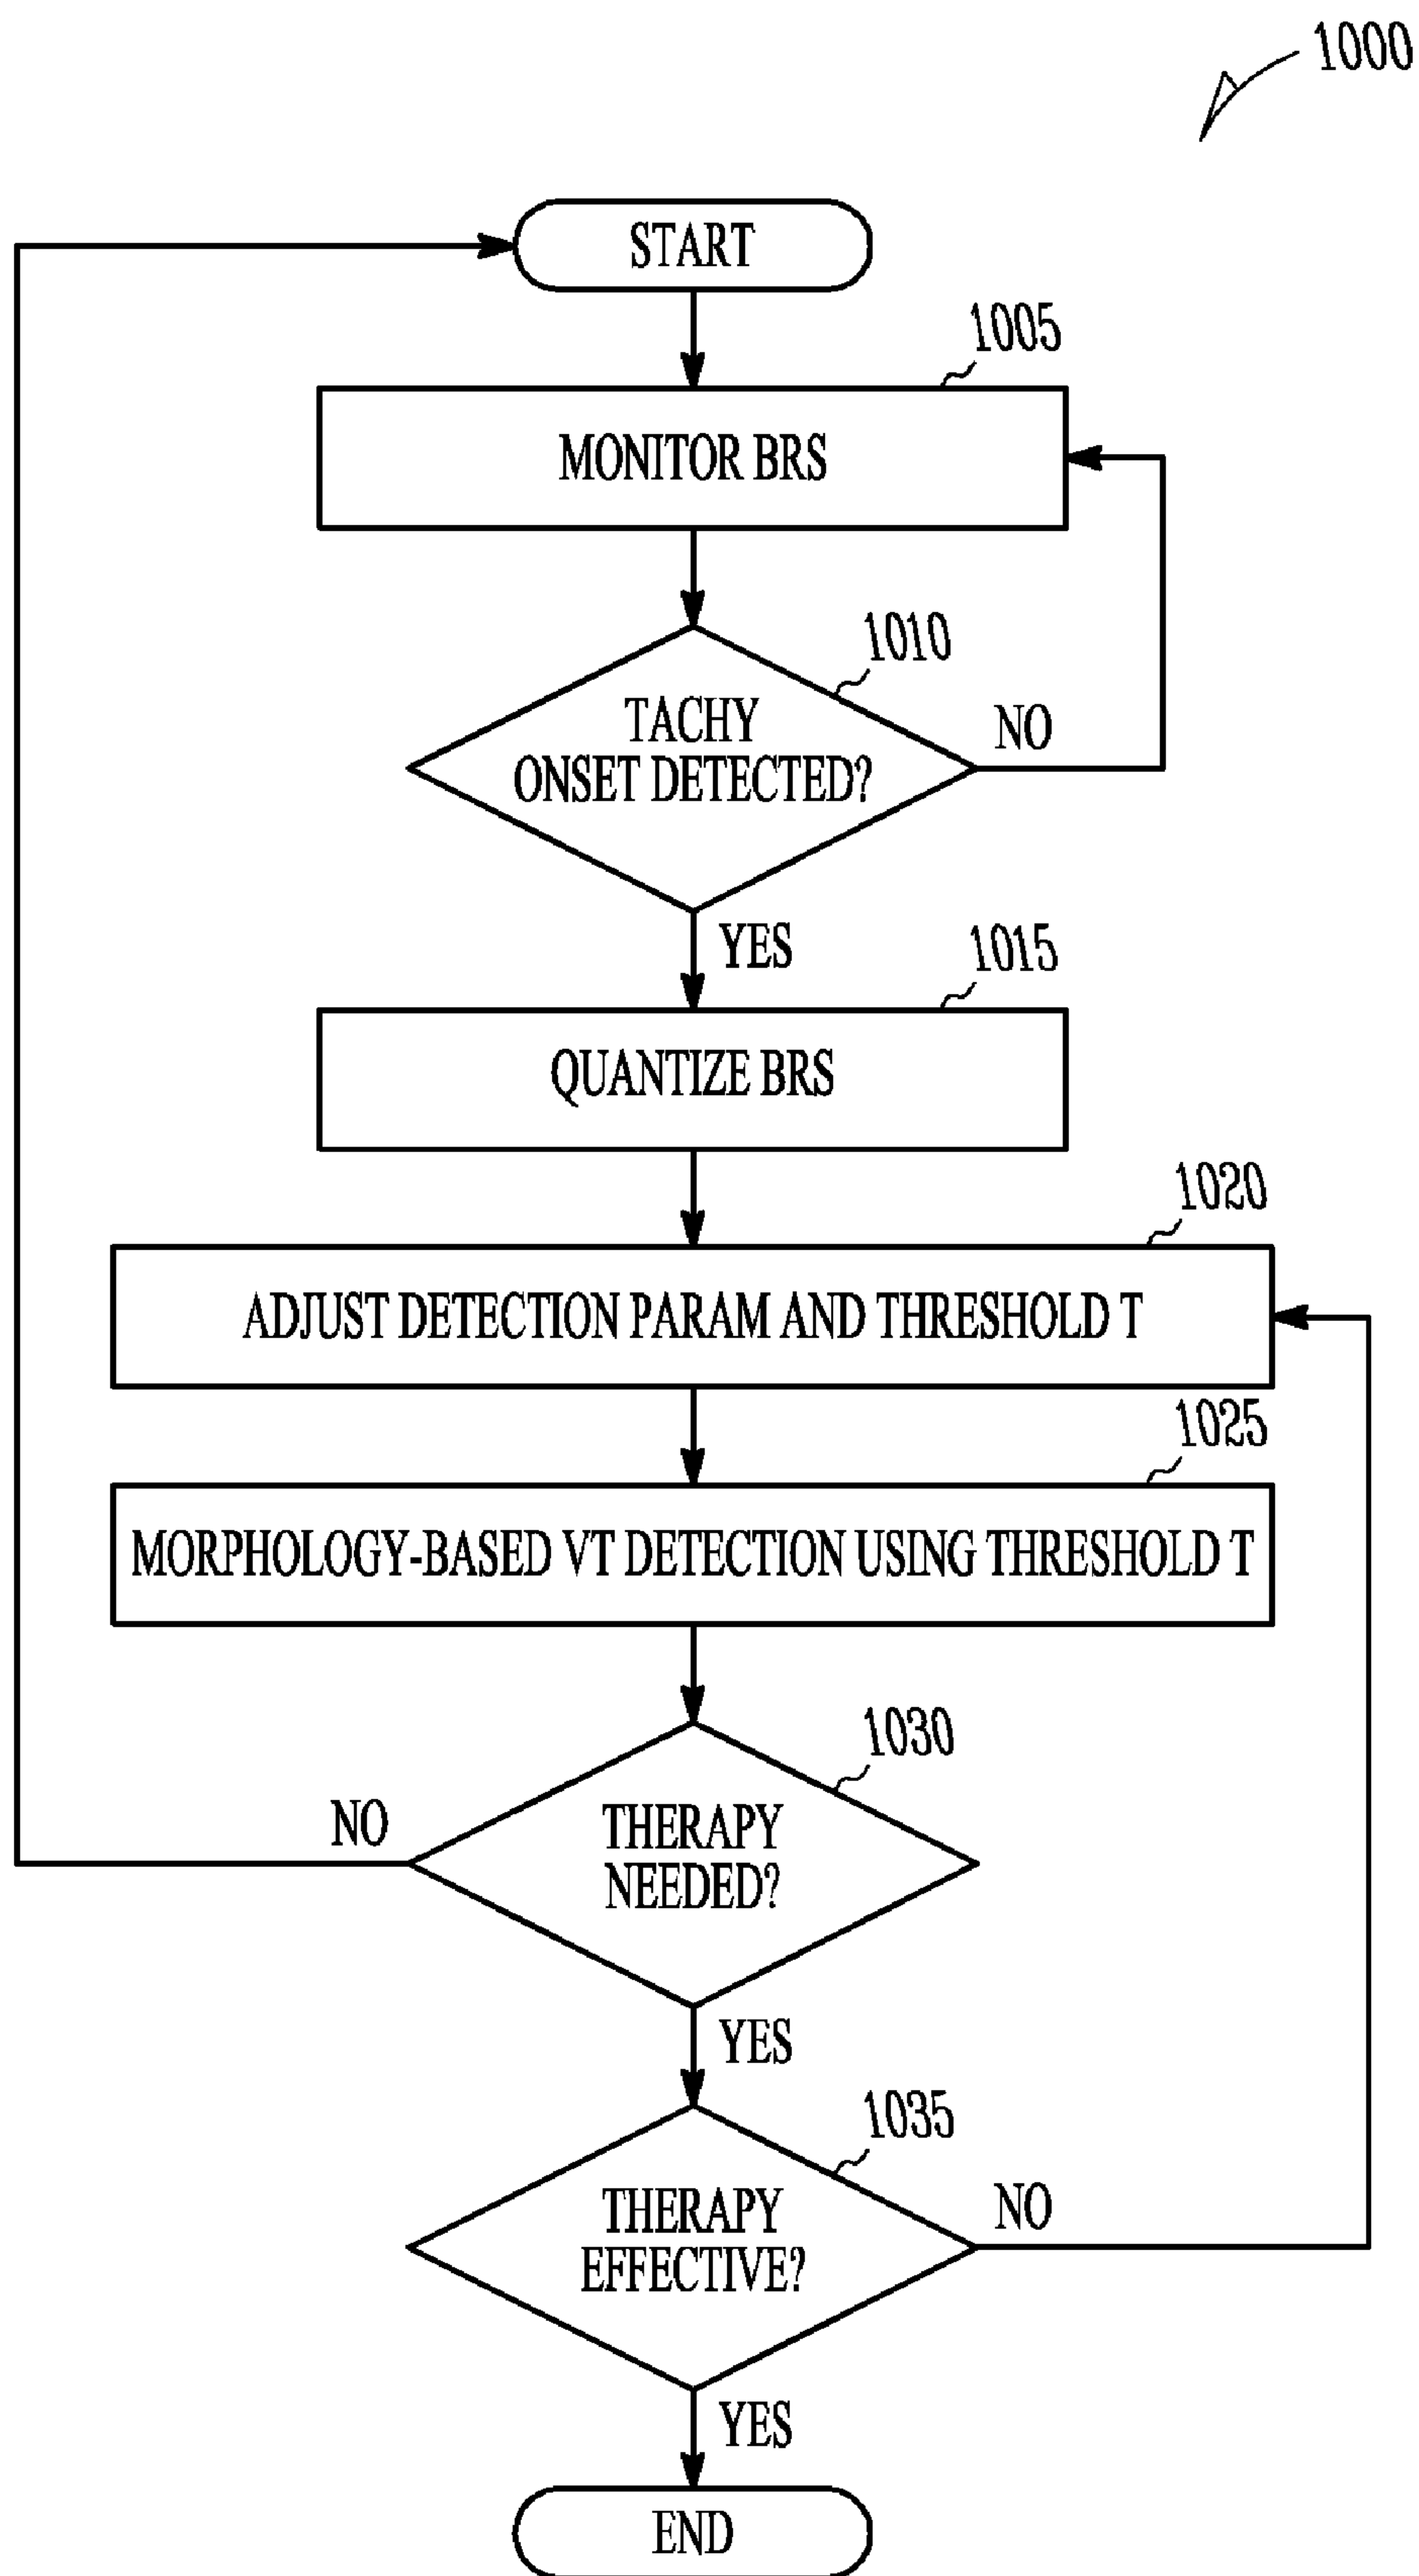 1000
START
1005
MONITOR BRS
1010
TACHY
ONSET DETECTED?
NO
YES
1015
QUANTIZE BRS
1020
ADJUST DETECTION PARAM AND THRESHOLD T
1025
MORPHOLOGY-BASED VT DETECTION USING THRESHOLD T
1030
NO
THERAPY
NEEDED?
YES
1035
THERAPY
EFFECTIVE?
NO
YES
END